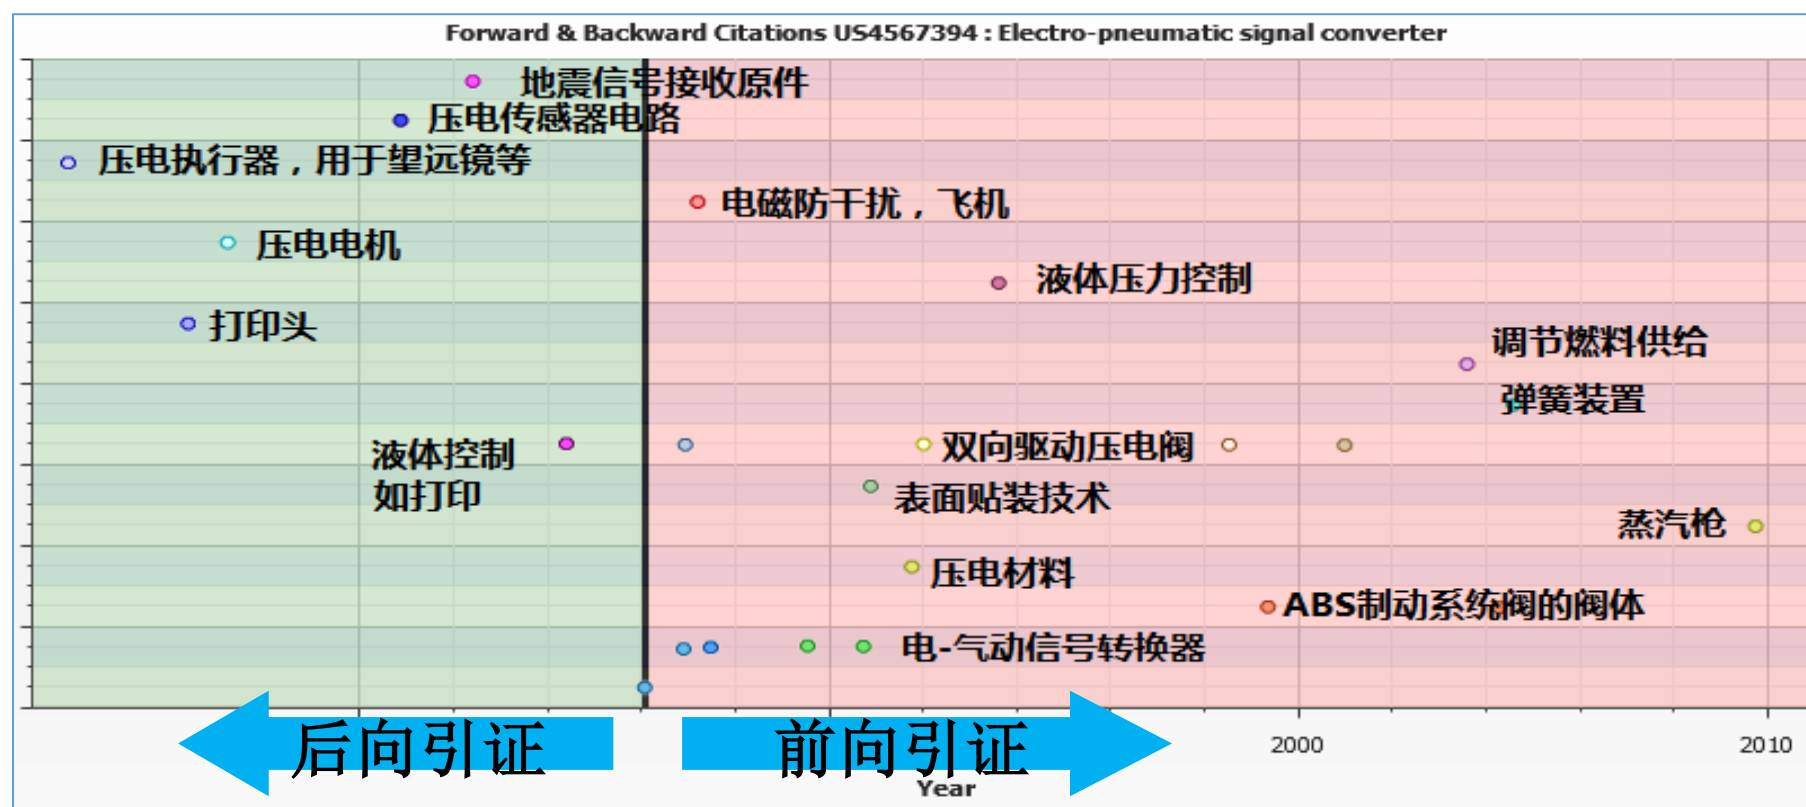 Forward & Backward Citations US4567394 : Electro-pneumatic signal converter
地震信号接收原件
压电传感器电路
压电执行器，用于望远镜等
电磁防干扰，飞机
压电电机
液体压力控制
打印头
调节燃料供给
弹簧装置
液体控制
如打印
双向驱动压电阀
表面贴装技术
蒸汽枪
压电材料
ABS制动系统阀的阀体
电-气动信号转换器
后向引证
前向引证
2000
2010
Year